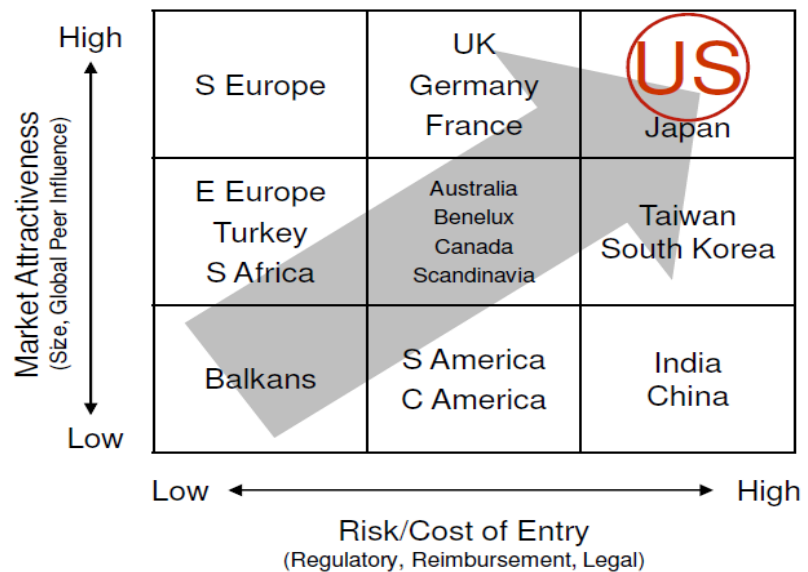 High
Market Attractiveness
(Size, Global Peer Influence)
Low
S Europe
UK
Germany
France
US
Japan
E Europe
Turkey
S Africa
Australia
Benelux
Canada
Scandinavia
Taiwan
South Korea
Balkans
S America
C America
India
China
Low
High
Risk/Cost of Entry
(Regulatory, Reimbursement, Legal)